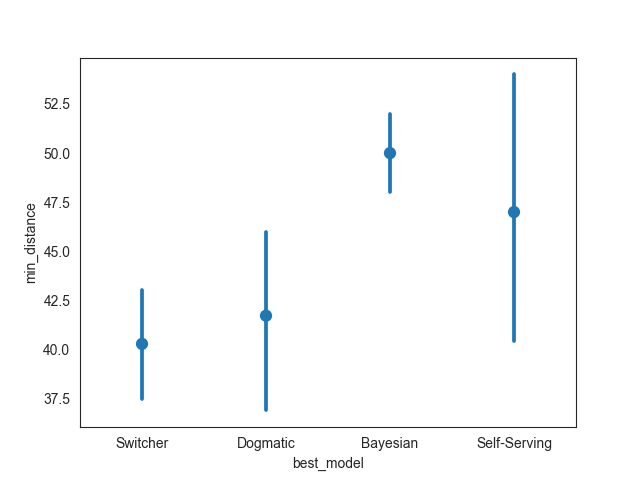 52.5
50.0
47.5
45.0
42.5
40.0
37.5
min_distance
Switcher Dogmatic Bayesian Self-Serving
best_model